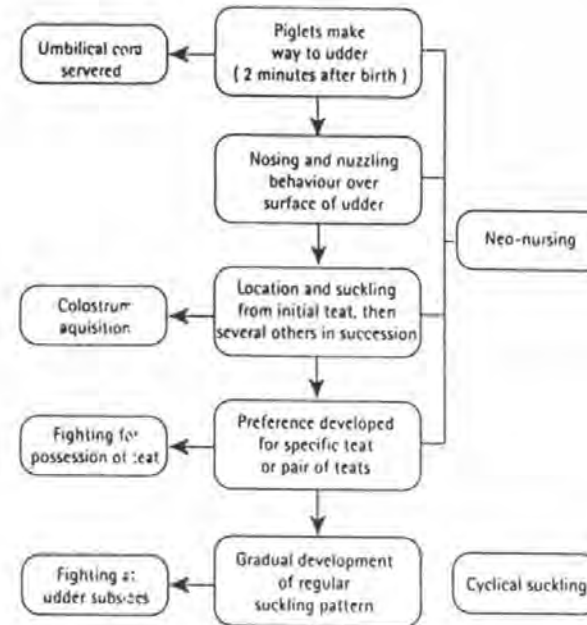 Piglets make
way to udder
( 2 minutes after birth )
Umbilical cord
servered
Nosing and nuzzling
behaviour over
surface of udder
Neo-nursing
Location and suckling
from initial teat, then
several others in succession
Colostrum
aquisition
Preference developed
for specific teat
or pair of teats
Fighting for
possession of teat
Gradual development
of regular
suckling pattern
Fighting at
udder subsides
Cyclical suckling